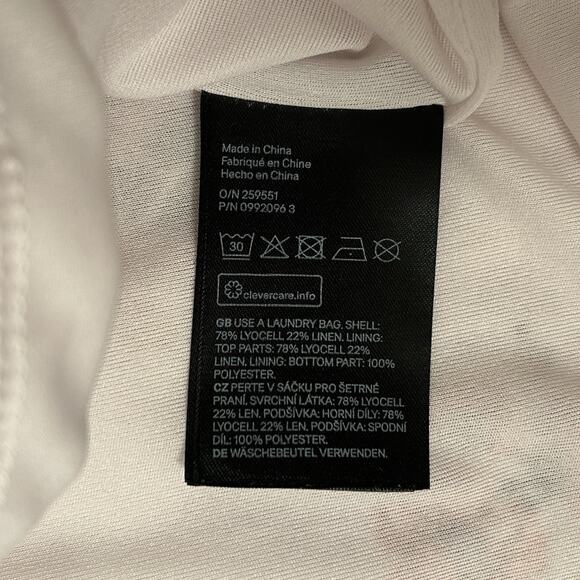 Made in China
Fabriqué en Chine
Hecho en China
O/N 259551
P/N 0992096 3
30
clevercare.info
GB USE A LAUNDRY BAG. SHELL:
78% LYOCELL 22% LINEN. LINING:
TOP PARTS: 78% LYOCELL 22%
LINEN. LINING: BOTTOM PART: 100%
POLYESTER.
CZ PERTE V SÁČKU PRO ŠETRNÉ
PRANÍ. SVRCHNÍ LÁTKA: 78% LYOCELL
22% LEN. PODŠÍVKA: HORNÍ DÍLY: 78%
LYOCELL 22% LEN. PODŠÍVKA: SPODNÍ
DÍL: 100% POLYESTER.
DE WÄSCHEBEUTEL VERWENDEN.